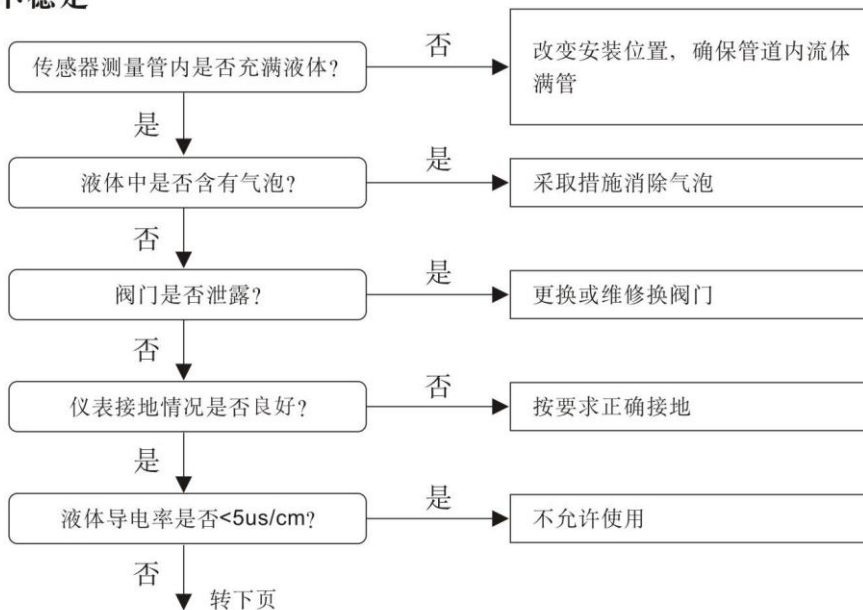 传感器测量管内是否充满液体?
否
改变安装位置，确保管道内流体
满管
是
液体中是否含有气泡?
是
采取措施消除气泡
否
阀门是否泄露?
是
更换或维修换阀门
否
仪表接地情况是否良好?
否
按要求正确接地
是
液体导电率是否<5us/cm?
是
不允许使用
否
转下页